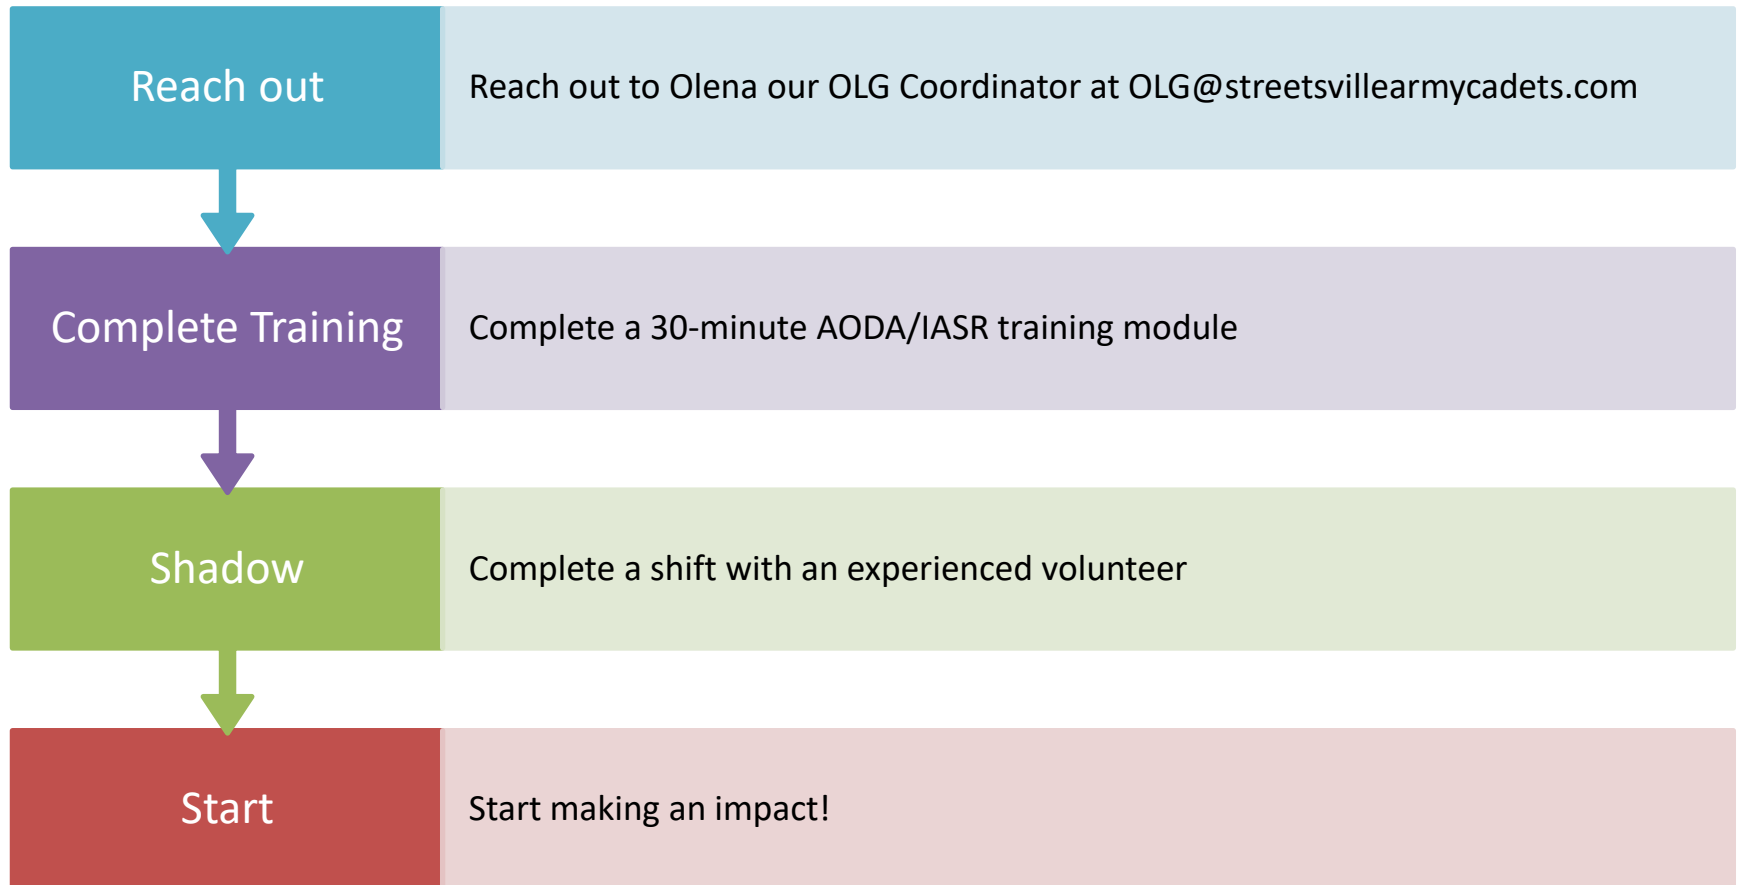 Reach out
Reach out to Olena our OLG Coordinator at OLG@streetsvillearmycadets.com
Complete Training
Complete a 30-minute AODA/IASR training module
Shadow
Complete a shift with an experienced volunteer
Start
Start making an impact!